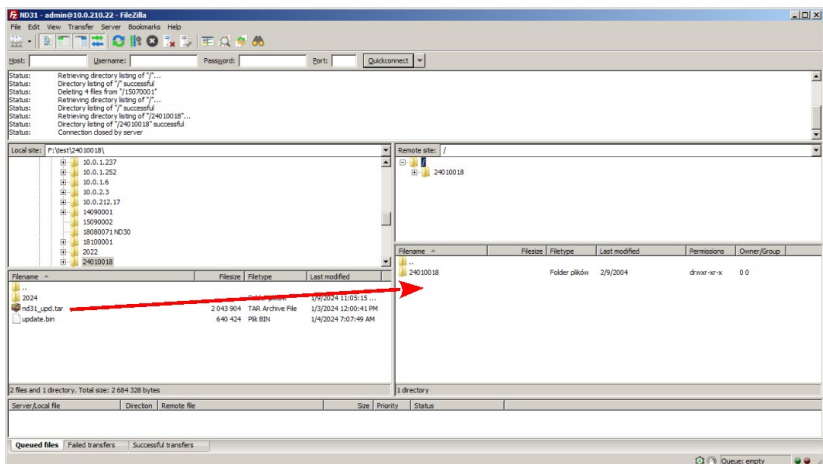 ND31 - admin@10.0.210.22 - FileZilla
File Edit View Transfer Server Bookmarks Help
Host: Username: Password: Port: Quickconnect
Status: Retrieving directory listing of "/"...
Status: Directory listing of "/" successful
Status: Deleting 4 files from "/15070001"
Status: Retrieving directory listing of "/"...
Status: Directory listing of "/" successful
Status: Retrieving directory listing of "/24010018"...
Status: Directory listing of "/24010018" successful
Status: Connection closed by server
Local site: F:\test\24010018\
10.0.1.237
10.0.1.252
10.0.1.6
10.0.2.3
10.0.212.17
14090001
15090002
18080071 ND30
18100001
2022
24010018
Remote site: /
/
24010018
Filename Filesize Filetype Last modified
..
2024 1/9/2024 11:05:15 ...
nd31_upd.tar 2 043 904 TAR Archive File 1/3/2024 12:00:41 PM
update.bin 640 424 Plik BIN 1/4/2024 7:07:49 AM
2 files and 1 directory. Total size: 2 684 328 bytes
Filename Filesize Filetype Last modified Permissions Owner/Group
..
24010018 Folder plików 2/9/2004 drwxr-xr-x 0 0
1 directory
Server/Local file Direction Remote file Size Priority Status
Queued files Failed transfers Successful transfers
Queue: empty